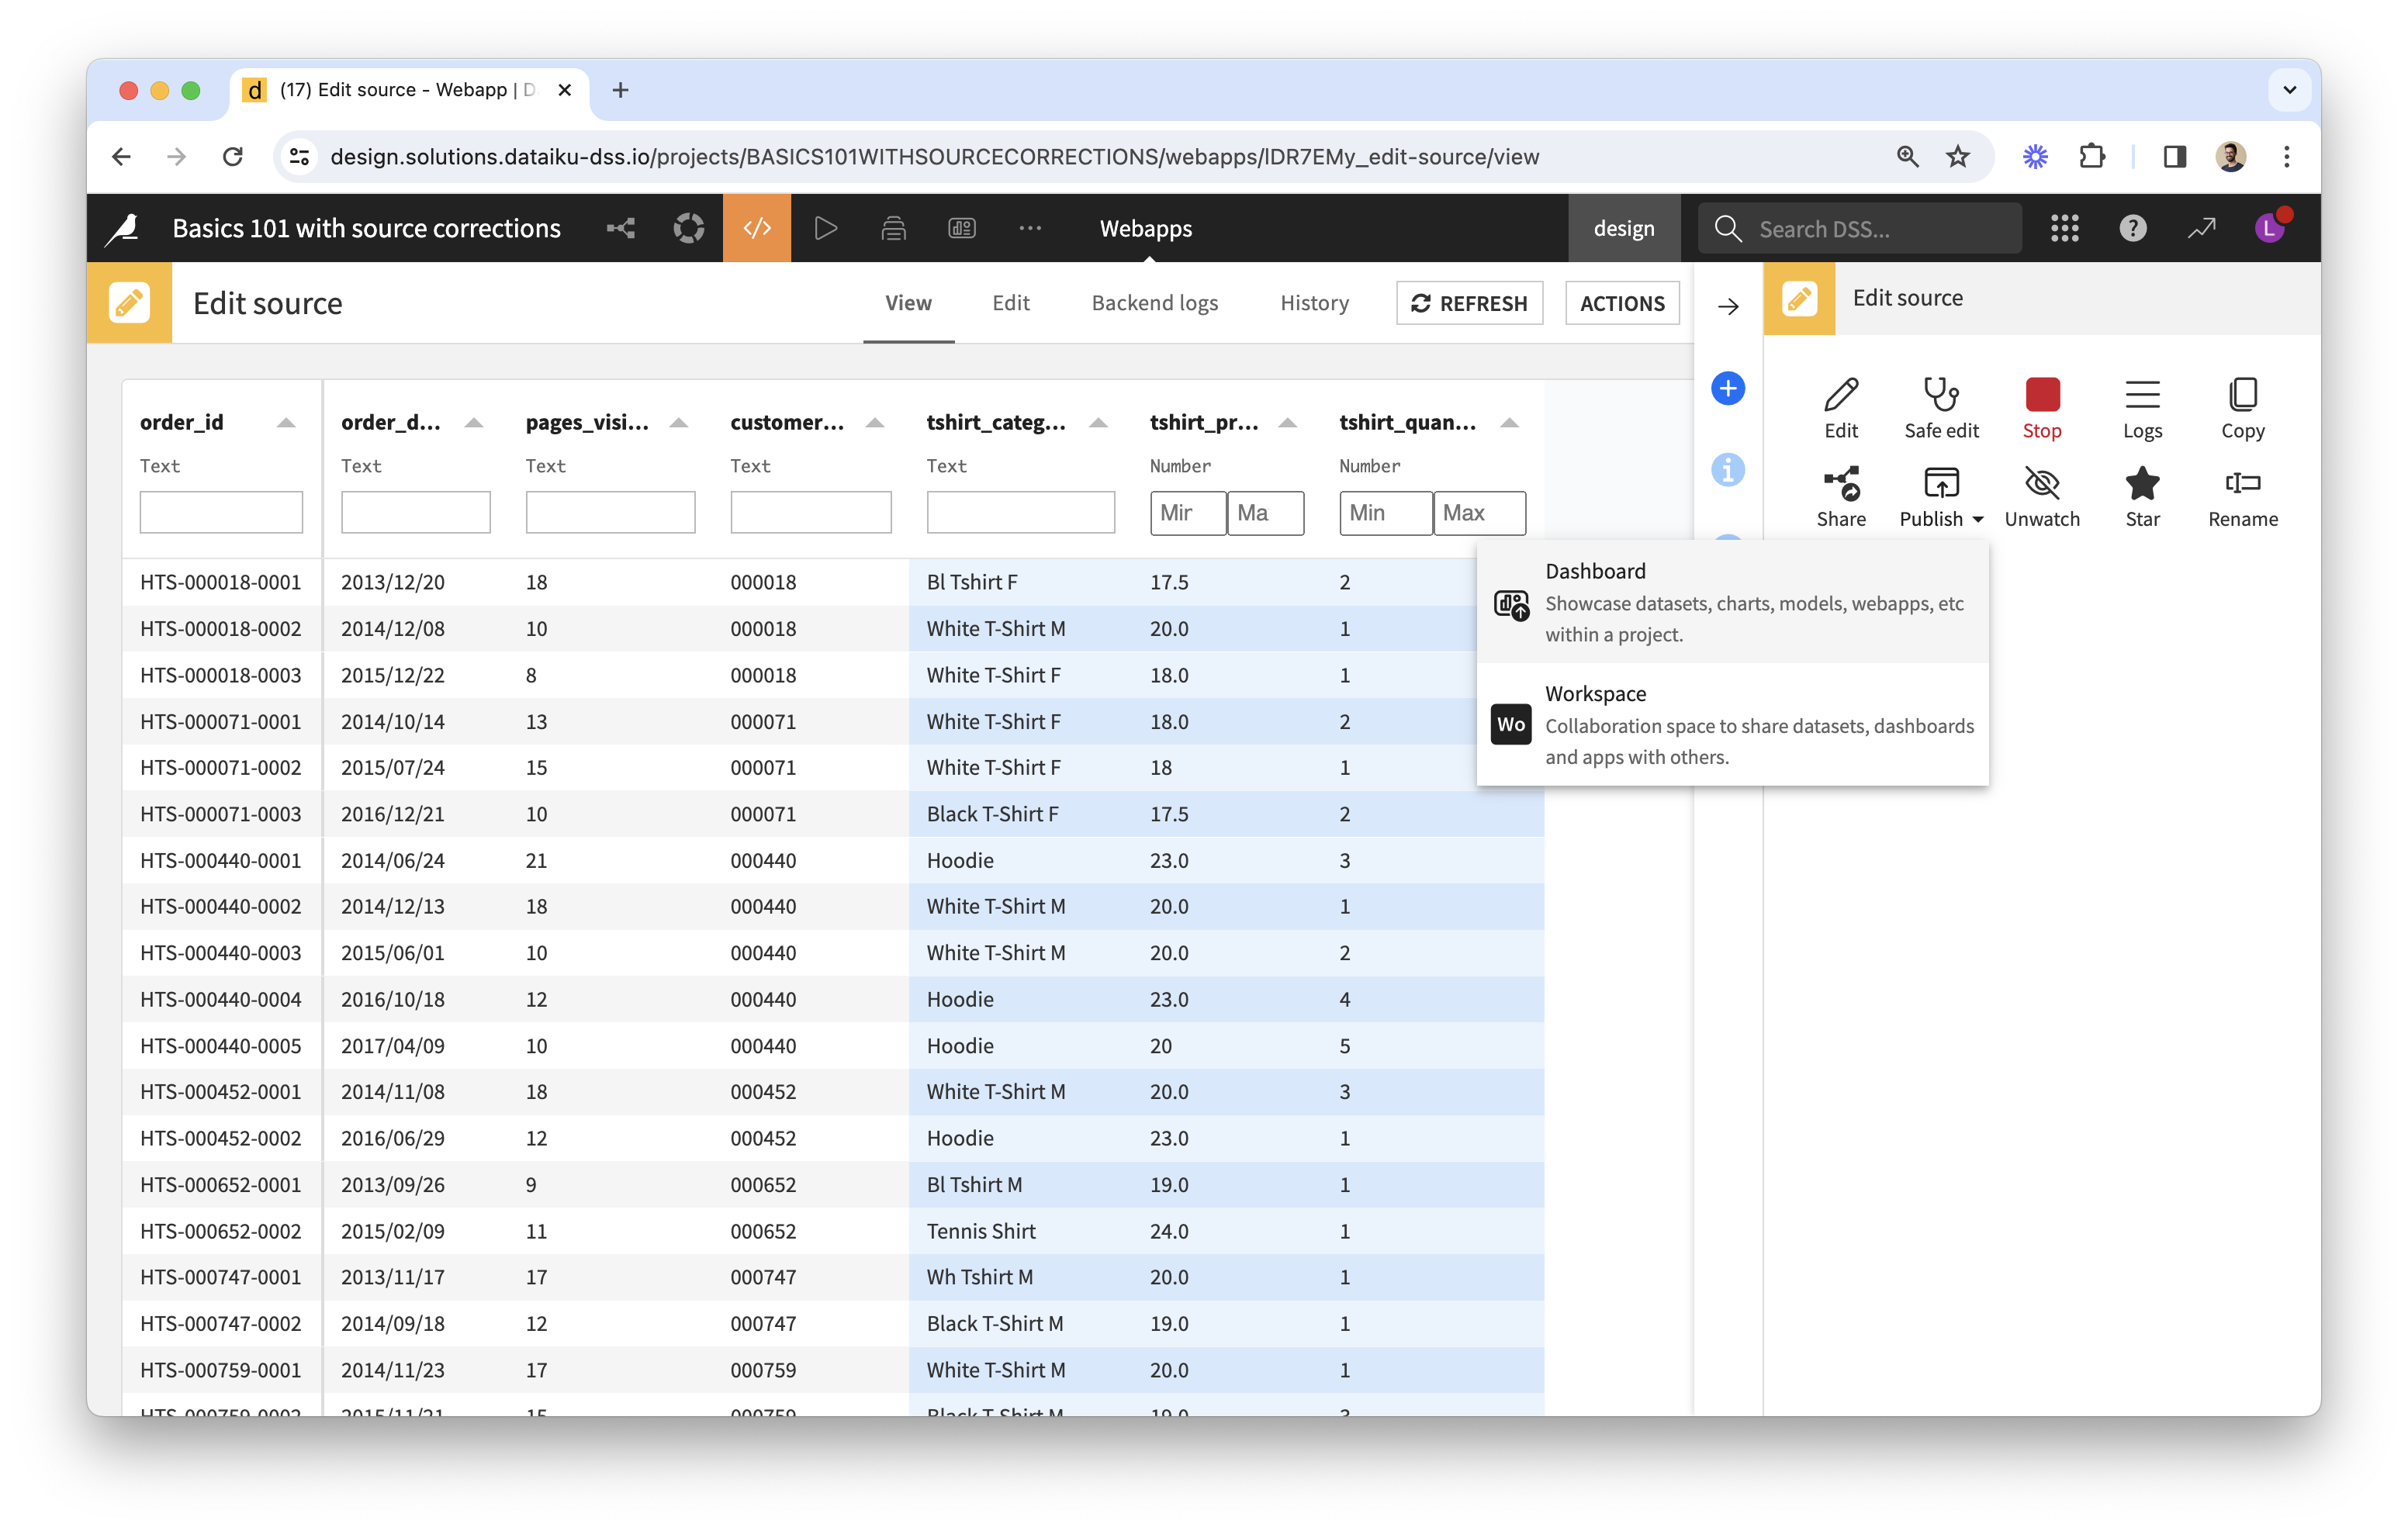 d (17) Edit source - Webapp | D
design.solutions.dataiku-dss.io/projects/BASICS101WITHSOURCECORRECTIONS/webapps/IDR7EMy_edit-source/view
Basics 101 with source corrections </> Webapps design Search DSS... ? L
Edit source View Edit Backend logs History REFRESH ACTIONS
Edit source
Edit Safe edit Stop Logs Copy
Share Publish Unwatch Star Rename
order_id order_d... pages_visi... customer... tshirt_categ... tshirt_pr... tshirt_quan...
Text Text Text Text Text Number Number
Mir Ma Min Max
Dashboard
Showcase datasets, charts, models, webapps, etc
within a project.
Wo Workspace
Collaboration space to share datasets, dashboards
and apps with others.
HTS-000018-0001 2013/12/20 18 000018 Bl Tshirt F 17.5 2
HTS-000018-0002 2014/12/08 10 000018 White T-Shirt M 20.0 1
HTS-000018-0003 2015/12/22 8 000018 White T-Shirt F 18.0 1
HTS-000071-0001 2014/10/14 13 000071 White T-Shirt F 18.0 2
HTS-000071-0002 2015/07/24 15 000071 White T-Shirt F 18 1
HTS-000071-0003 2016/12/21 10 000071 Black T-Shirt F 17.5 2
HTS-000440-0001 2014/06/24 21 000440 Hoodie 23.0 3
HTS-000440-0002 2014/12/13 18 000440 White T-Shirt M 20.0 1
HTS-000440-0003 2015/06/01 10 000440 White T-Shirt M 20.0 2
HTS-000440-0004 2016/10/18 12 000440 Hoodie 23.0 4
HTS-000440-0005 2017/04/09 10 000440 Hoodie 20 5
HTS-000452-0001 2014/11/08 18 000452 White T-Shirt M 20.0 3
HTS-000452-0002 2016/06/29 12 000452 Hoodie 23.0 1
HTS-000652-0001 2013/09/26 9 000652 Bl Tshirt M 19.0 1
HTS-000652-0002 2015/02/09 11 000652 Tennis Shirt 24.0 1
HTS-000747-0001 2013/11/17 17 000747 Wh Tshirt M 20.0 1
HTS-000747-0002 2014/09/18 12 000747 Black T-Shirt M 19.0 1
HTS-000759-0001 2014/11/23 17 000759 White T-Shirt M 20.0 1